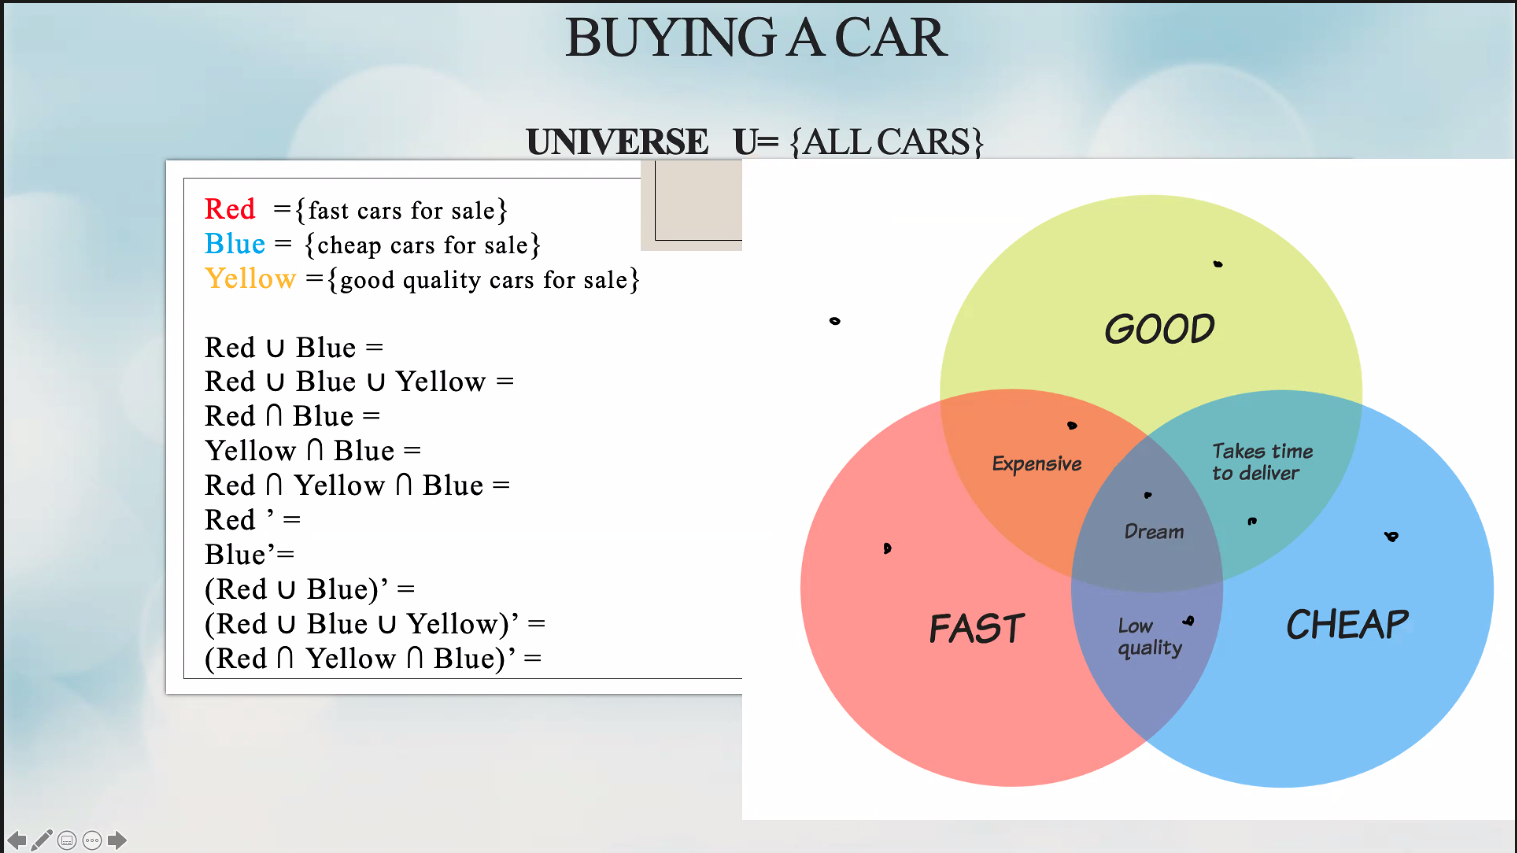 BUYING A CAR
UNIVERSE U= {ALL CARS}
Red ={fast cars for sale}
Blue = {cheap cars for sale}
Yellow ={good quality cars for sale}
Red ∪ Blue =
Red ∪ Blue ∪ Yellow =
Red ∩ Blue =
Yellow ∩ Blue =
Red ∩ Yellow ∩ Blue =
Red ’ =
Blue’=
(Red ∪ Blue)’ =
(Red ∪ Blue ∪ Yellow)’ =
(Red ∩ Yellow ∩ Blue)’ =
GOOD
Expensive
Takes time
to deliver
Dream
FAST
Low
quality
CHEAP